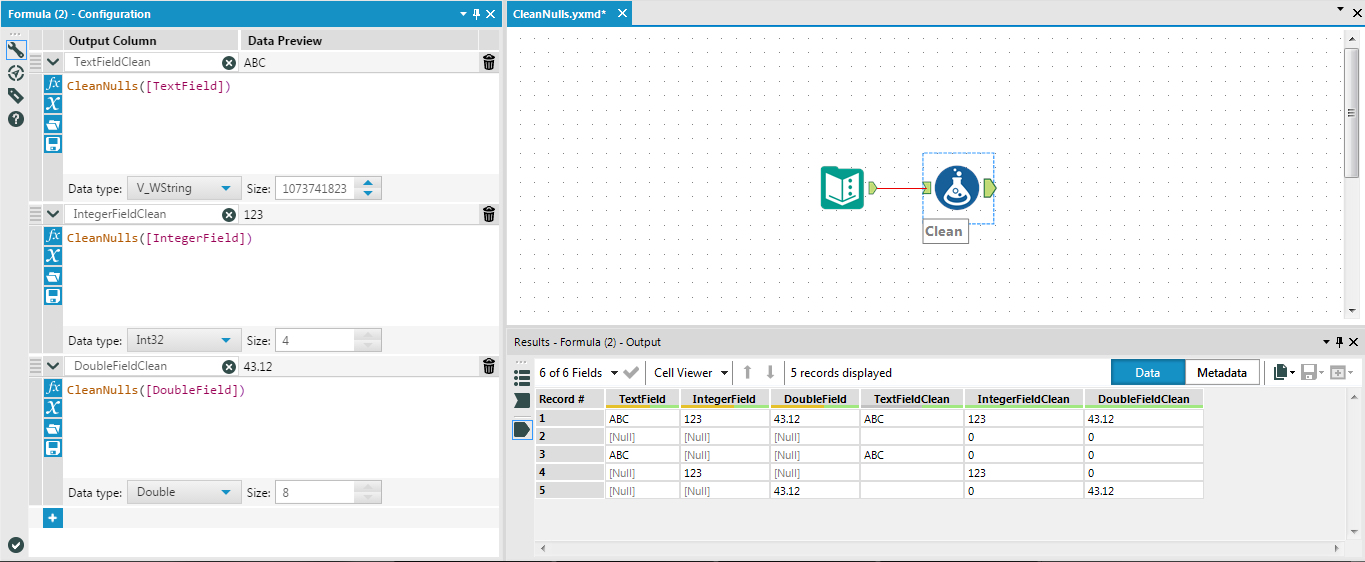 Formula (2) - Configuration
Output Column Data Preview
TextFieldClean ABC
CleanNulls([TextField])
Data type: V_WString Size: 1073741823
IntegerFieldClean 123
CleanNulls([IntegerField])
Data type: Int32 Size: 4
DoubleFieldClean 43.12
CleanNulls([DoubleField])
Data type: Double Size: 8
CleanNulls.yxmd*
Clean
Results - Formula (2) - Output
6 of 6 Fields Cell Viewer 5 records displayed Data Metadata
Record # TextField IntegerField DoubleField TextFieldClean IntegerFieldClean DoubleFieldClean
1 ABC 123 43.12 ABC 123 43.12
2 [Null] [Null] [Null] 0 0
3 ABC [Null] [Null] ABC 0 0
4 [Null] 123 [Null] 123 0
5 [Null] [Null] 43.12 0 43.12